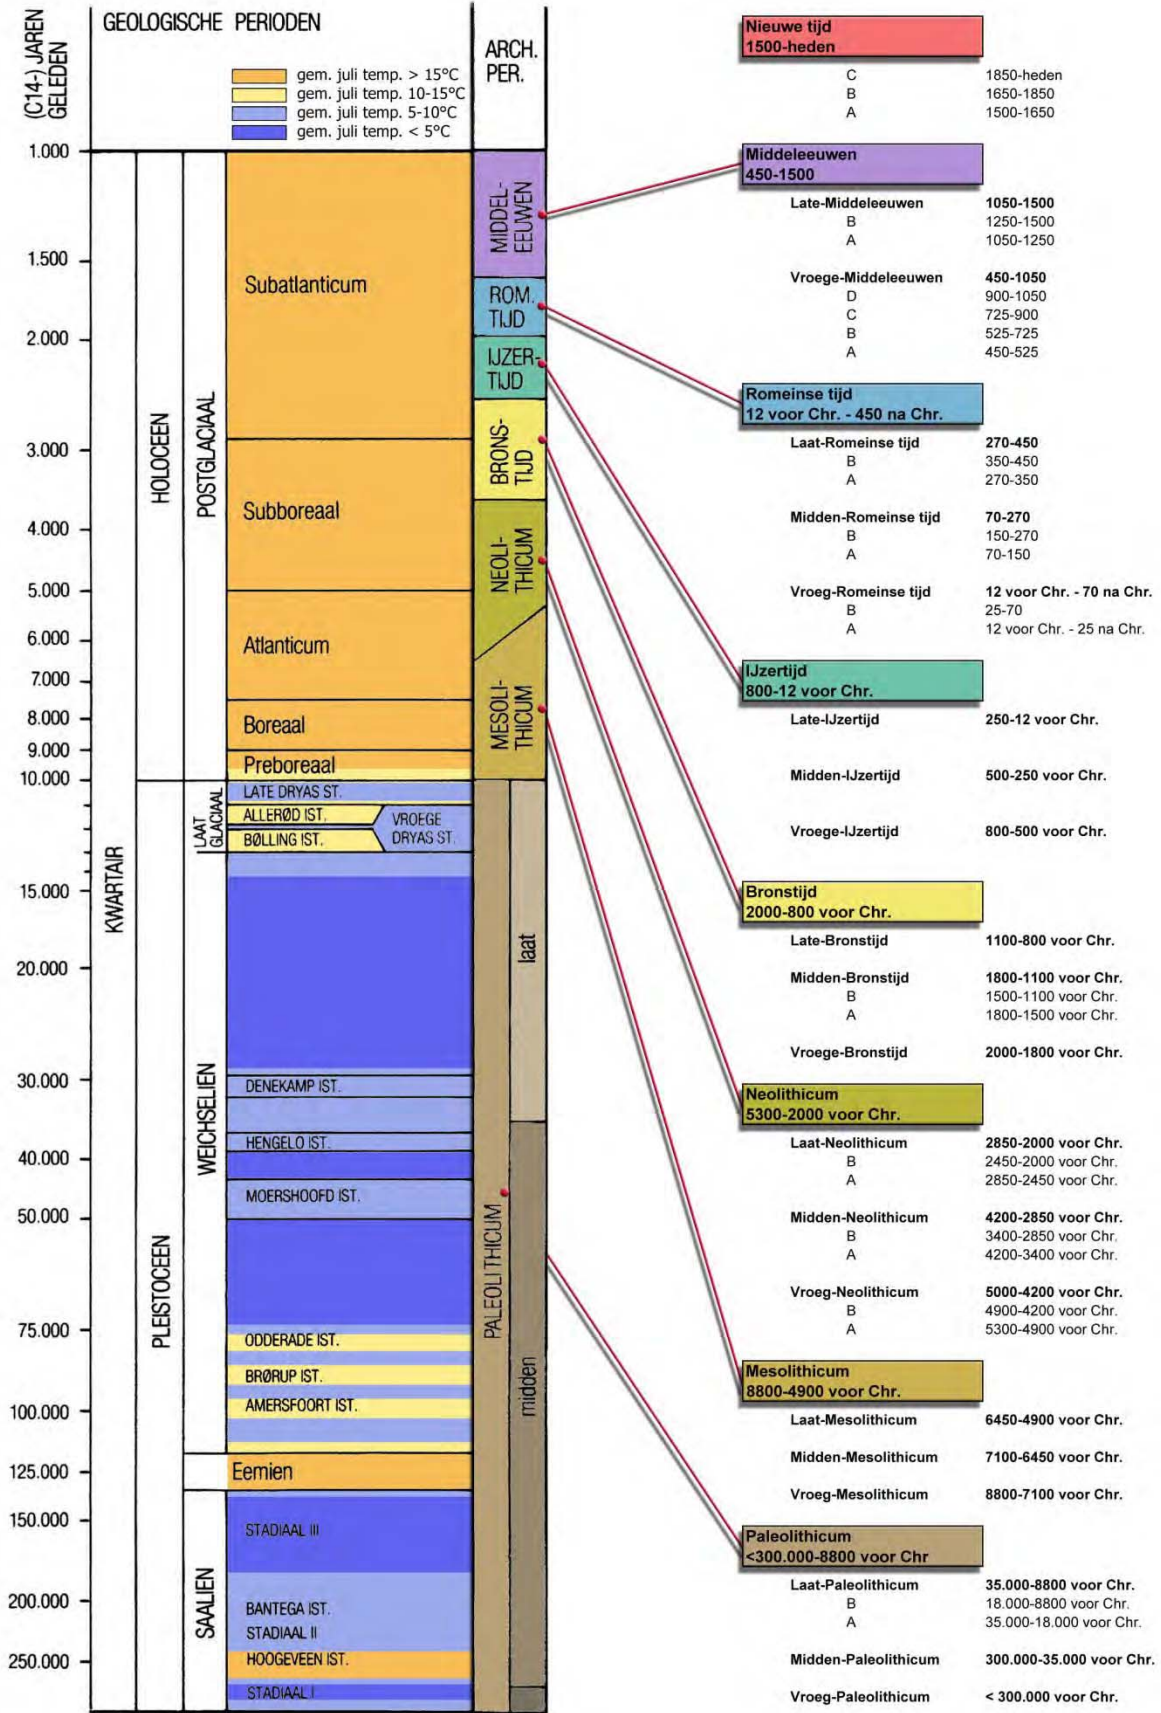 (C14-) JAREN
GELEDEN
GEOLOGISCHE PERIODEN
gem. juli temp. > 15°C
gem. juli temp. 10-15°C
gem. juli temp. 5-10°C
gem. juli temp. < 5°C
ARCH.
PER.
1.000
1.500
2.000
3.000
4.000
5.000
6.000
7.000
8.000
9.000
10.000
15.000
20.000
30.000
40.000
50.000
75.000
100.000
125.000
150.000
200.000
250.000
KWARTAIR
HOLOCEEN
PLEISTOCEEN
POSTGLACIAAL
LAAT
GLACIAAL
WEICHSELIEN
SAALIEN
Subatlanticum
Subboreaal
Atlanticum
Boreaal
Preboreaal
LATE DRYAS ST.
ALLERØD IST.
VROEGE
DRYAS ST.
BØLLING IST.
DENEKAMP IST.
HENGELO IST.
MOERSHOOFD IST.
ODDERADE IST.
BRØRUP IST.
AMERSFOORT IST.
Eemien
STADIAAL III
BANTEGA IST.
STADIAAL II
HOOGEVEEN IST.
STADIAAL I
MIDDEL-
EEUWEN
ROM.
TIJD
IJZER-
TIJD
BRONS-
TIJD
NEOLI-
THICUM
MESOLI-
THICUM
PALEOLITHICUM
laat
midden
Nieuwe tijd
1500-heden
C 1850-heden
B 1650-1850
A 1500-1650
Middeleeuwen
450-1500
Late-Middeleeuwen 1050-1500
B 1250-1500
A 1050-1250
Vroege-Middeleeuwen 450-1050
D 900-1050
C 725-900
B 525-725
A 450-525
Romeinse tijd
12 voor Chr. - 450 na Chr.
Laat-Romeinse tijd 270-450
B 350-450
A 270-350
Midden-Romeinse tijd 70-270
B 150-270
A 70-150
Vroeg-Romeinse tijd 12 voor Chr. - 70 na Chr.
B 25-70
A 12 voor Chr. - 25 na Chr.
IJzertijd
800-12 voor Chr.
Late-IJzertijd 250-12 voor Chr.
Midden-IJzertijd 500-250 voor Chr.
Vroege-IJzertijd 800-500 voor Chr.
Bronstijd
2000-800 voor Chr.
Late-Bronstijd 1100-800 voor Chr.
Midden-Bronstijd 1800-1100 voor Chr.
B 1500-1100 voor Chr.
A 1800-1500 voor Chr.
Vroege-Bronstijd 2000-1800 voor Chr.
Neolithicum
5300-2000 voor Chr.
Laat-Neolithicum 2850-2000 voor Chr.
B 2450-2000 voor Chr.
A 2850-2450 voor Chr.
Midden-Neolithicum 4200-2850 voor Chr.
B 3400-2850 voor Chr.
A 4200-3400 voor Chr.
Vroeg-Neolithicum 5000-4200 voor Chr.
B 4900-4200 voor Chr.
A 5300-4900 voor Chr.
Mesolithicum
8800-4900 voor Chr.
Laat-Mesolithicum 6450-4900 voor Chr.
Midden-Mesolithicum 7100-6450 voor Chr.
Vroeg-Mesolithicum 8800-7100 voor Chr.
Paleolithicum
<300.000-8800 voor Chr
Laat-Paleolithicum 35.000-8800 voor Chr.
B 18.000-8800 voor Chr.
A 35.000-18.000 voor Chr.
Midden-Paleolithicum 300.000-35.000 voor Chr.
Vroeg-Paleolithicum < 300.000 voor Chr.